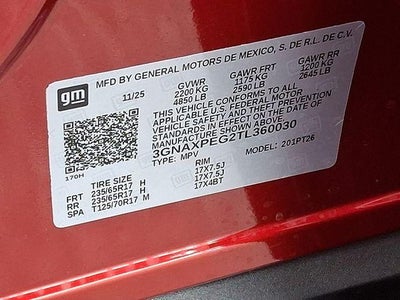 gm
MFD BY GENERAL MOTORS DE MEXICO, S. DE R.L. DE C.V.
11/25 GVWR GAWR FRT GAWR RR
2200 KG 1175 KG 1200 KG
4850 LB 2590 LB 2645 LB
THIS VEHICLE CONFORMS TO ALL
APPLICABLE U.S. FEDERAL MOTOR
VEHICLE SAFETY AND THEFT PREVENTION
STANDARDS IN EFFECT ON THE DATE OF
MANUFACTURE SHOWN ABOVE.
3GNAXPEG2TL360030
TYPE: MPV MODEL: 201PT26
170H
TIRE SIZE RIM
FRT 235/65R17 H 17X7.5J
RR 235/65R17 H 17X7.5J
SPA T125/70R17 M 17X4BT